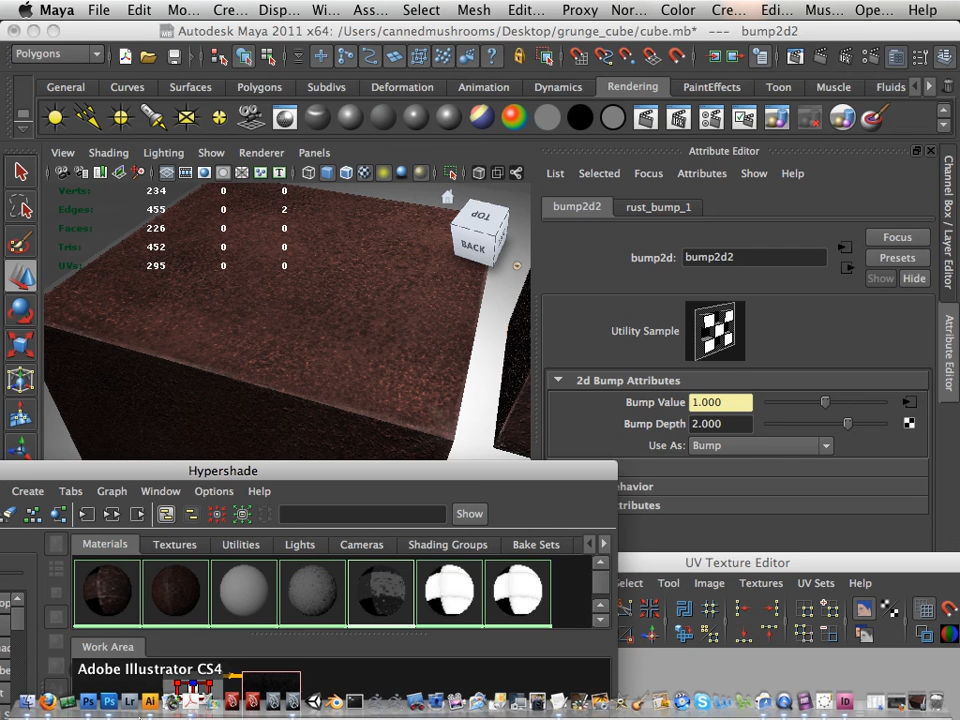 Maya File Mo... Cre... Disp... Wi... Ass... Select Mesh Edit... Proxy Nor... Color Cre... Edi... Mus... Ope... Help
Autodesk Maya 2011 x64: /Users/cannedmushrooms/Desktop/grunge_cube/cube.mb* --- bump2d2
Polygons
General Curves Surfaces Polygons Subdivs Deformation Animation Dynamics Rendering PaintEffects Toon Muscle Fluids
View Shading Lighting Show Renderer Panels
Verts: 234 0 0
Edges: 455 0 2
Faces: 226 0 0
Tris: 452 0 0
UVs: 295 0 0
TOP
BACK
Attribute Editor
List Selected Focus Attributes Show Help
bump2d2 rust_bump_1
bump2d: bump2d2
Focus
Presets
Show Hide
Utility Sample
2d Bump Attributes
Bump Value 1.000
Bump Depth 2.000
Use As: Bump
havior
ttributes
Channel Box / Layer Editor
Attribute Editor
Hypershade
Create Tabs Graph Window Options Help
Show
Materials Textures Utilities Lights Cameras Shading Groups Bake Sets
Work Area
Adobe Illustrator CS4
UV Texture Editor
elect Tool Image Textures UV Sets Help
Ps Ps Lr Ai
ID